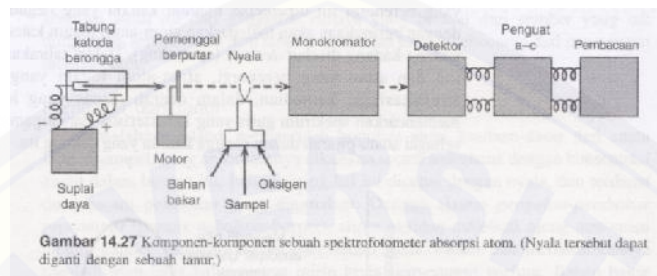 Tabung
katoda
berongga
Pemenggal
berputar
Nyala
Monokromator
Detektor
Penguat
a–c
Pembacaan
+
Suplai
daya
Motor
Bahan
bakar
Sampel
Oksigen
Gambar 14.27 Komponen-komponen sebuah spektrofotometer absorpsi atom. (Nyala tersebut dapat
diganti dengan sebuah tanur.)